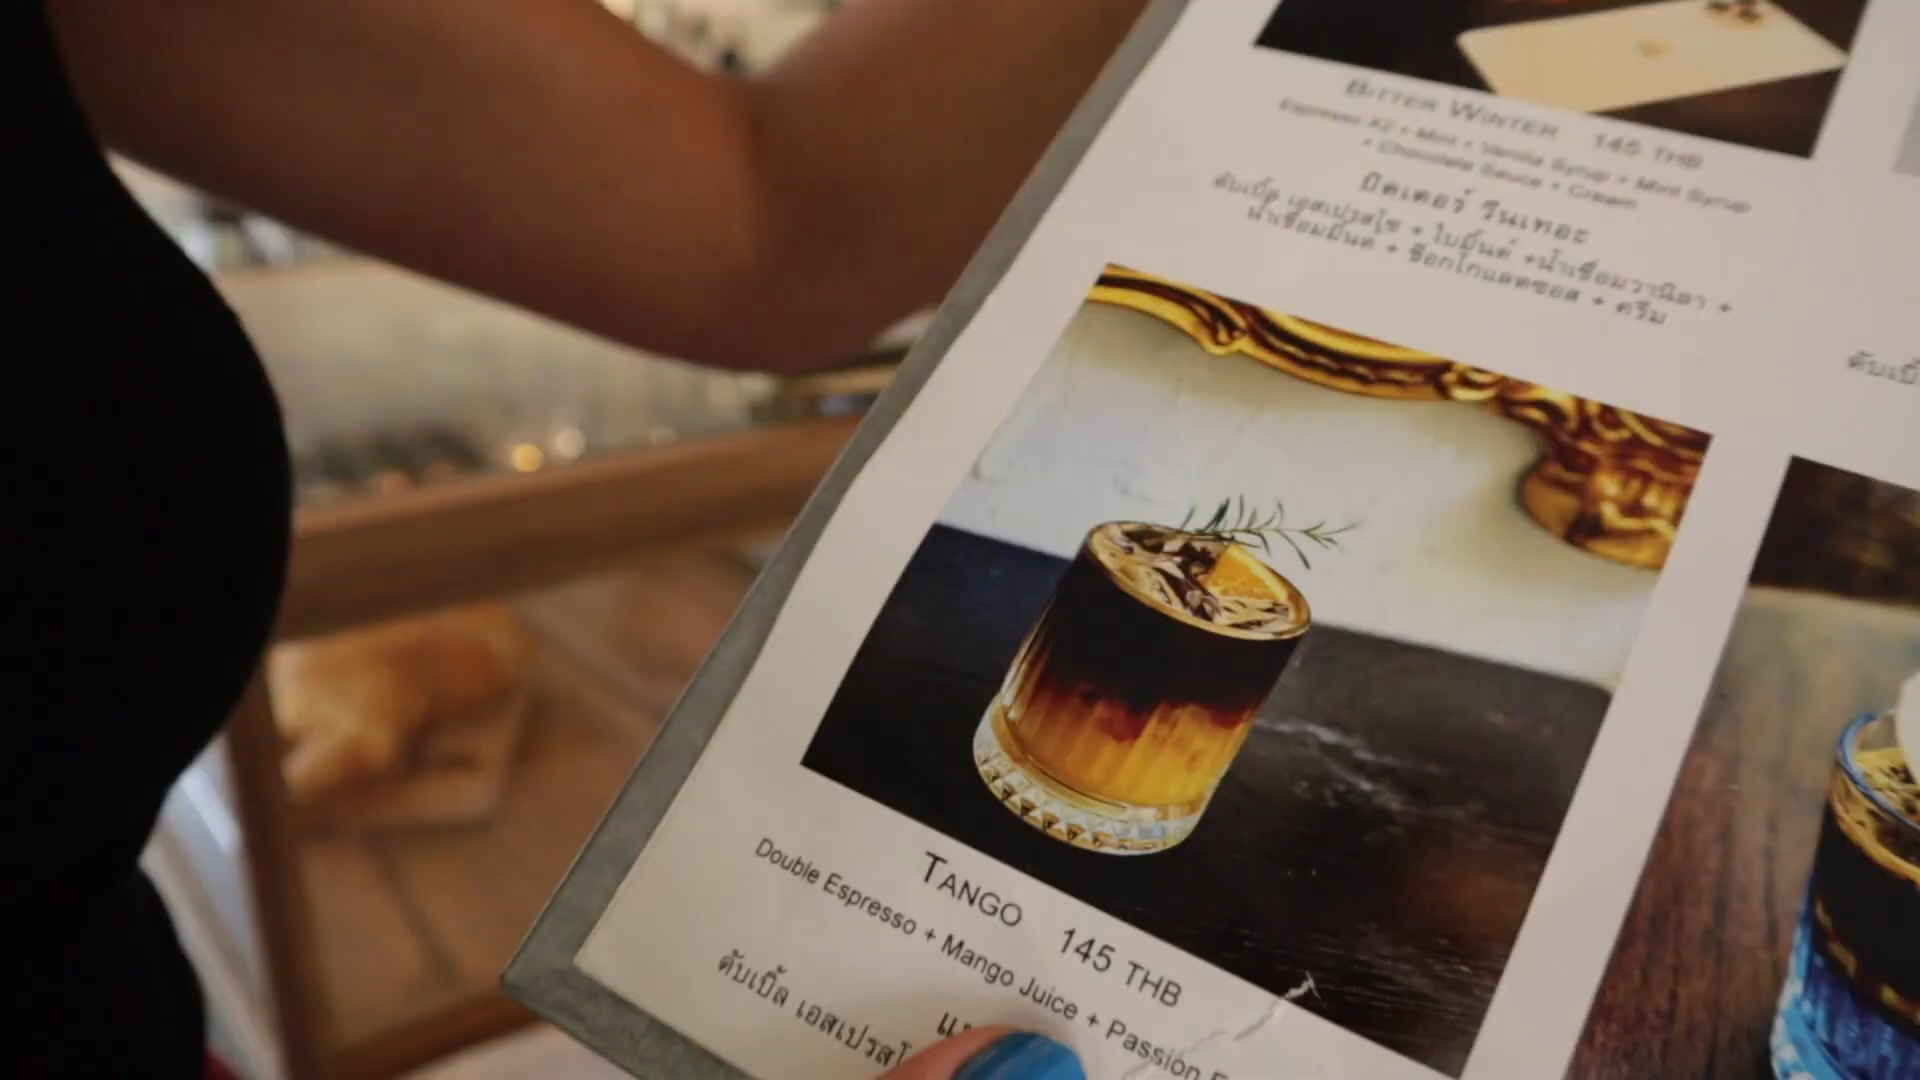 BITTER WINTER 145 THB
Espresso X2 + Mint + Vanilla Syrup + Mint Syrup
+ Chocolate Sauce + Cream
บิตเตอร์ วินเทอะ
ดับเบิ้ล เอสเปรสโซ + ใบมิ้นต์ +น้ำเชื่อมวานิลา +
น้ำเชื่อมมิ้นต์ + ช็อกโกแลตซอส + ครีม
ดับเบิ้
TANGO 145 THB
Double Espresso + Mango Juice + Passion
ดับเบิ้ล เอสเปรสโ